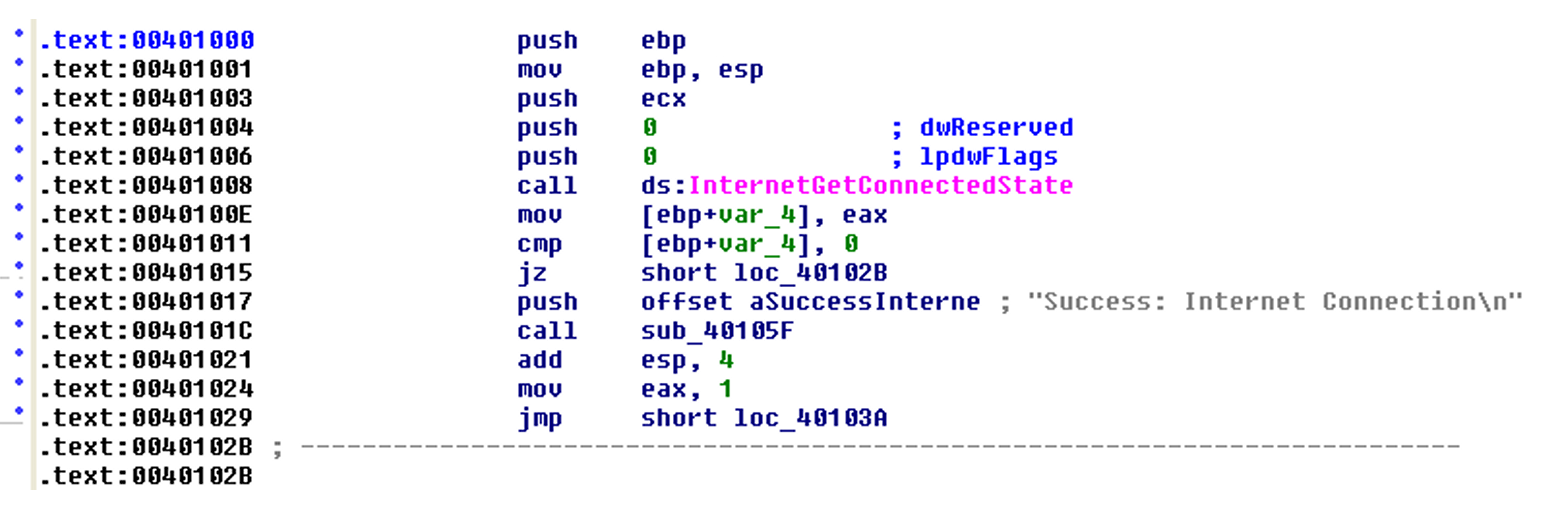 .text:00401000 push ebp
.text:00401001 mov ebp, esp
.text:00401003 push ecx
.text:00401004 push 0 ; dwReserved
.text:00401006 push 0 ; lpdwFlags
.text:00401008 call ds:InternetGetConnectedState
.text:0040100E mov [ebp+var_4], eax
.text:00401011 cmp [ebp+var_4], 0
.text:00401015 jz short loc_40102B
.text:00401017 push offset aSuccessInterne ; "Success: Internet Connection\n"
.text:0040101C call sub_40105F
.text:00401021 add esp, 4
.text:00401024 mov eax, 1
.text:00401029 jmp short loc_40103A
.text:0040102B ; ---------------------------------------------------------------------------
.text:0040102B